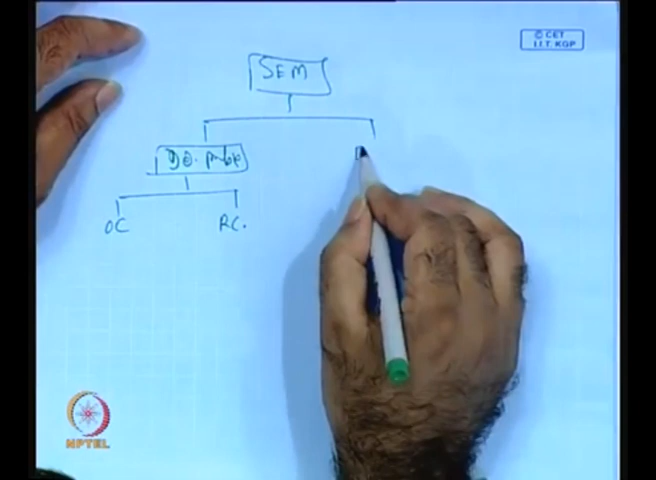 © CET
I.I.T. KGP
SEM
OC
RC.
NPTEL